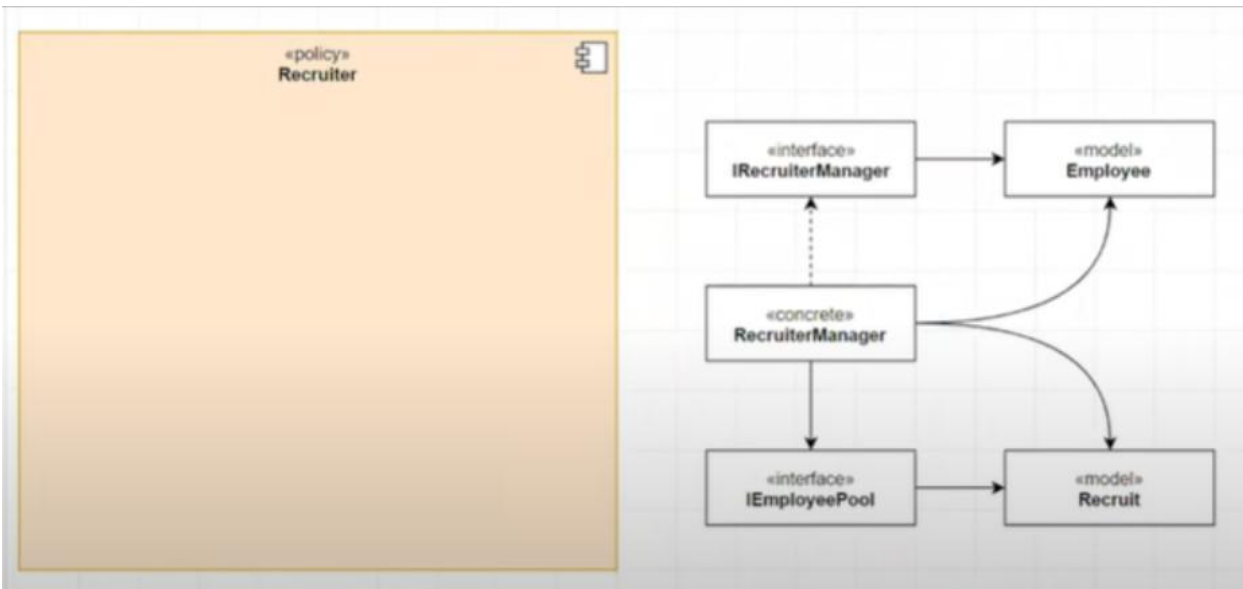 «policy»
Recruiter
«interface»
IRecruiterManager
«model»
Employee
«concrete»
RecruiterManager
«interface»
IEmployeePool
«model»
Recruit